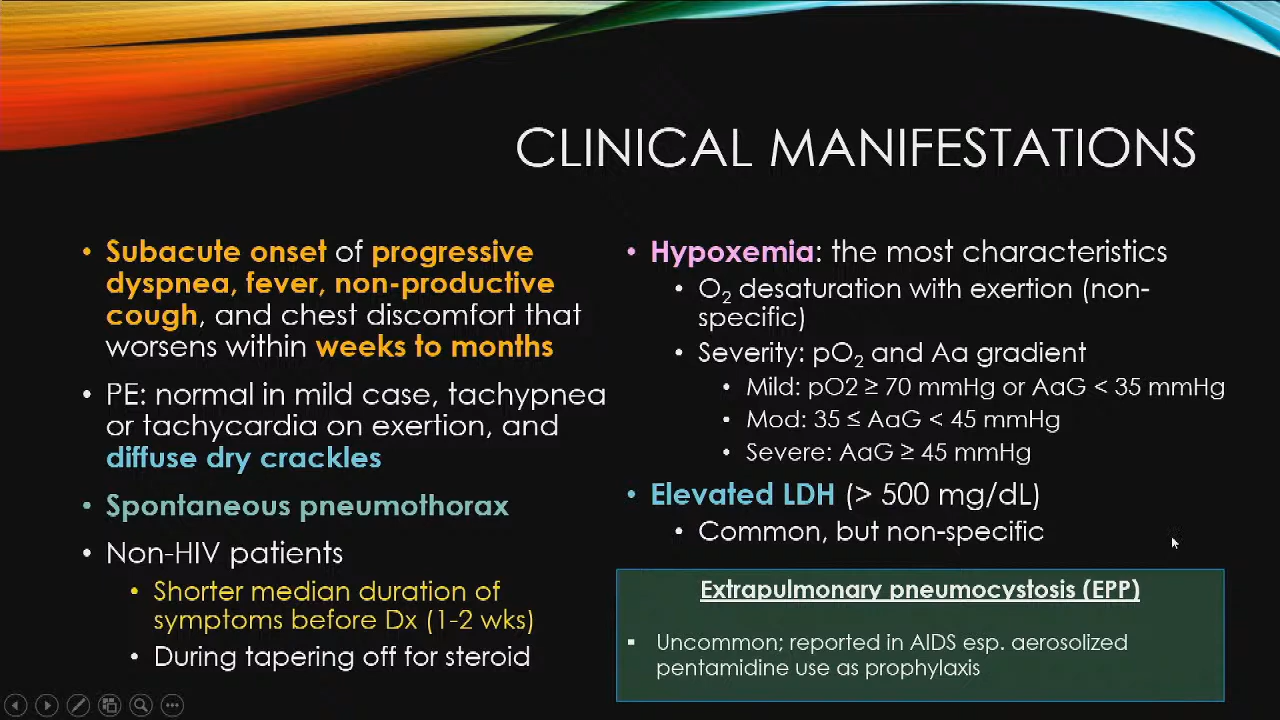 CLINICAL MANIFESTATIONS
• Subacute onset of progressive
dyspnea, fever, non-productive
cough, and chest discomfort that
worsens within weeks to months
• PE: normal in mild case, tachypnea
or tachycardia on exertion, and
diffuse dry crackles
• Spontaneous pneumothorax
• Non-HIV patients
• Shorter median duration of
symptoms before Dx (1-2 wks)
• During tapering off for steroid
• Hypoxemia: the most characteristics
• O₂ desaturation with exertion (non-
specific)
• Severity: pO₂ and Aa gradient
• Mild: pO2 ≥ 70 mmHg or AaG < 35 mmHg
• Mod: 35 ≤ AaG < 45 mmHg
• Severe: AaG ≥ 45 mmHg
• Elevated LDH (> 500 mg/dL)
• Common, but non-specific
Extrapulmonary pneumocystosis (EPP)
▪ Uncommon; reported in AIDS esp. aerosolized
pentamidine use as prophylaxis